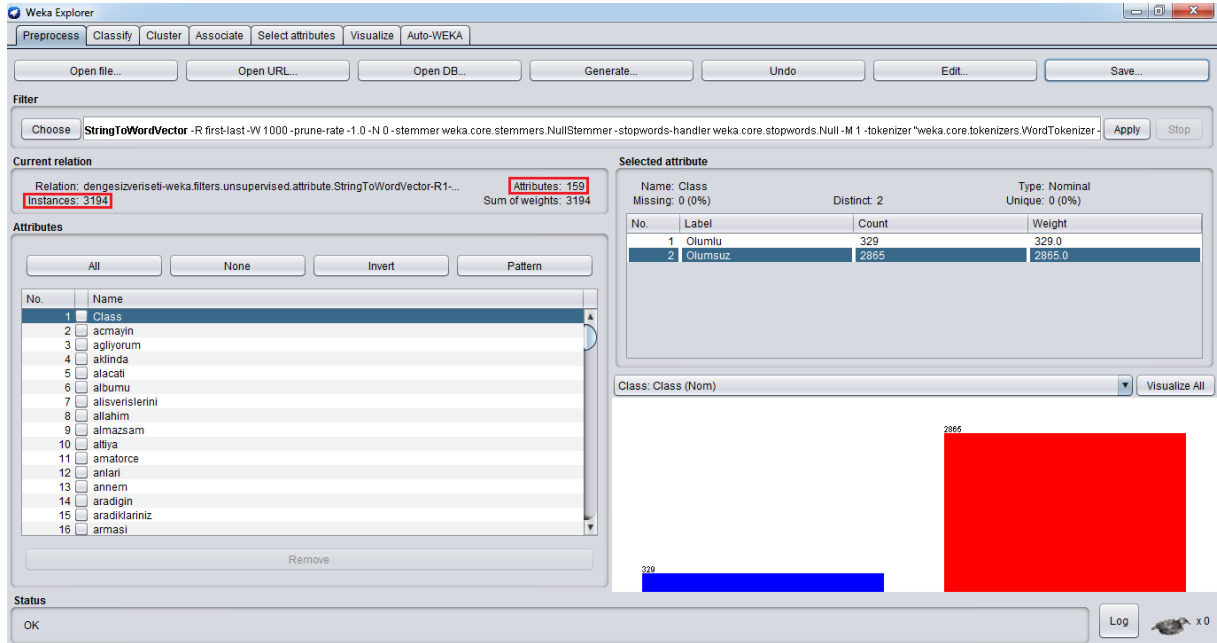 Weka Explorer
Preprocess Classify Cluster Associate Select attributes Visualize Auto-WEKA
Open file... Open URL... Open DB... Generate... Undo Edit... Save...
Filter
Choose StringToWordVector -R first-last -W 1000 -prune-rate -1.0 -N 0 -stemmer weka.core.stemmers.NullStemmer -stopwords-handler weka.core.stopwords.Null -M 1 -tokenizer "weka.core.tokenizers.WordTokenizer - Apply Stop
Current relation
Relation: dengesizveriseti-weka.filters.unsupervised.attribute.StringToWordVector-R1-... Attributes: 159
Instances: 3194 Sum of weights: 3194
Attributes
All None Invert Pattern
No. Name
1 Class
2 acmayin
3 agliyorum
4 aklinda
5 alacati
6 albumu
7 alisverislerini
8 allahim
9 almazsam
10 altiya
11 amatorce
12 anlari
13 annem
14 aradigin
15 aradiklariniz
16 armasi
Remove
Selected attribute
Name: Class Type: Nominal
Missing: 0 (0%) Distinct: 2 Unique: 0 (0%)
No. Label Count Weight
1 Olumlu 329 329.0
2 Olumsuz 2865 2865.0
Class: Class (Nom) Visualize All
2865
329
Status
OK
Log x 0